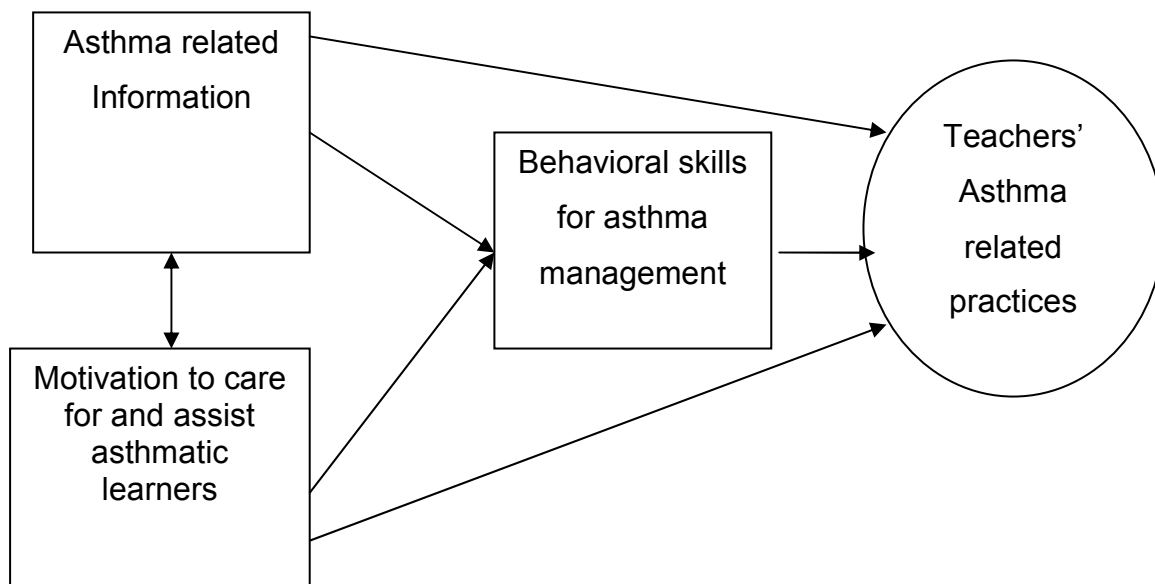 Asthma related
Information
Behavioral skills
for asthma
management
Teachers’
Asthma
related
practices
Motivation to care
for and assist
asthmatic
learners